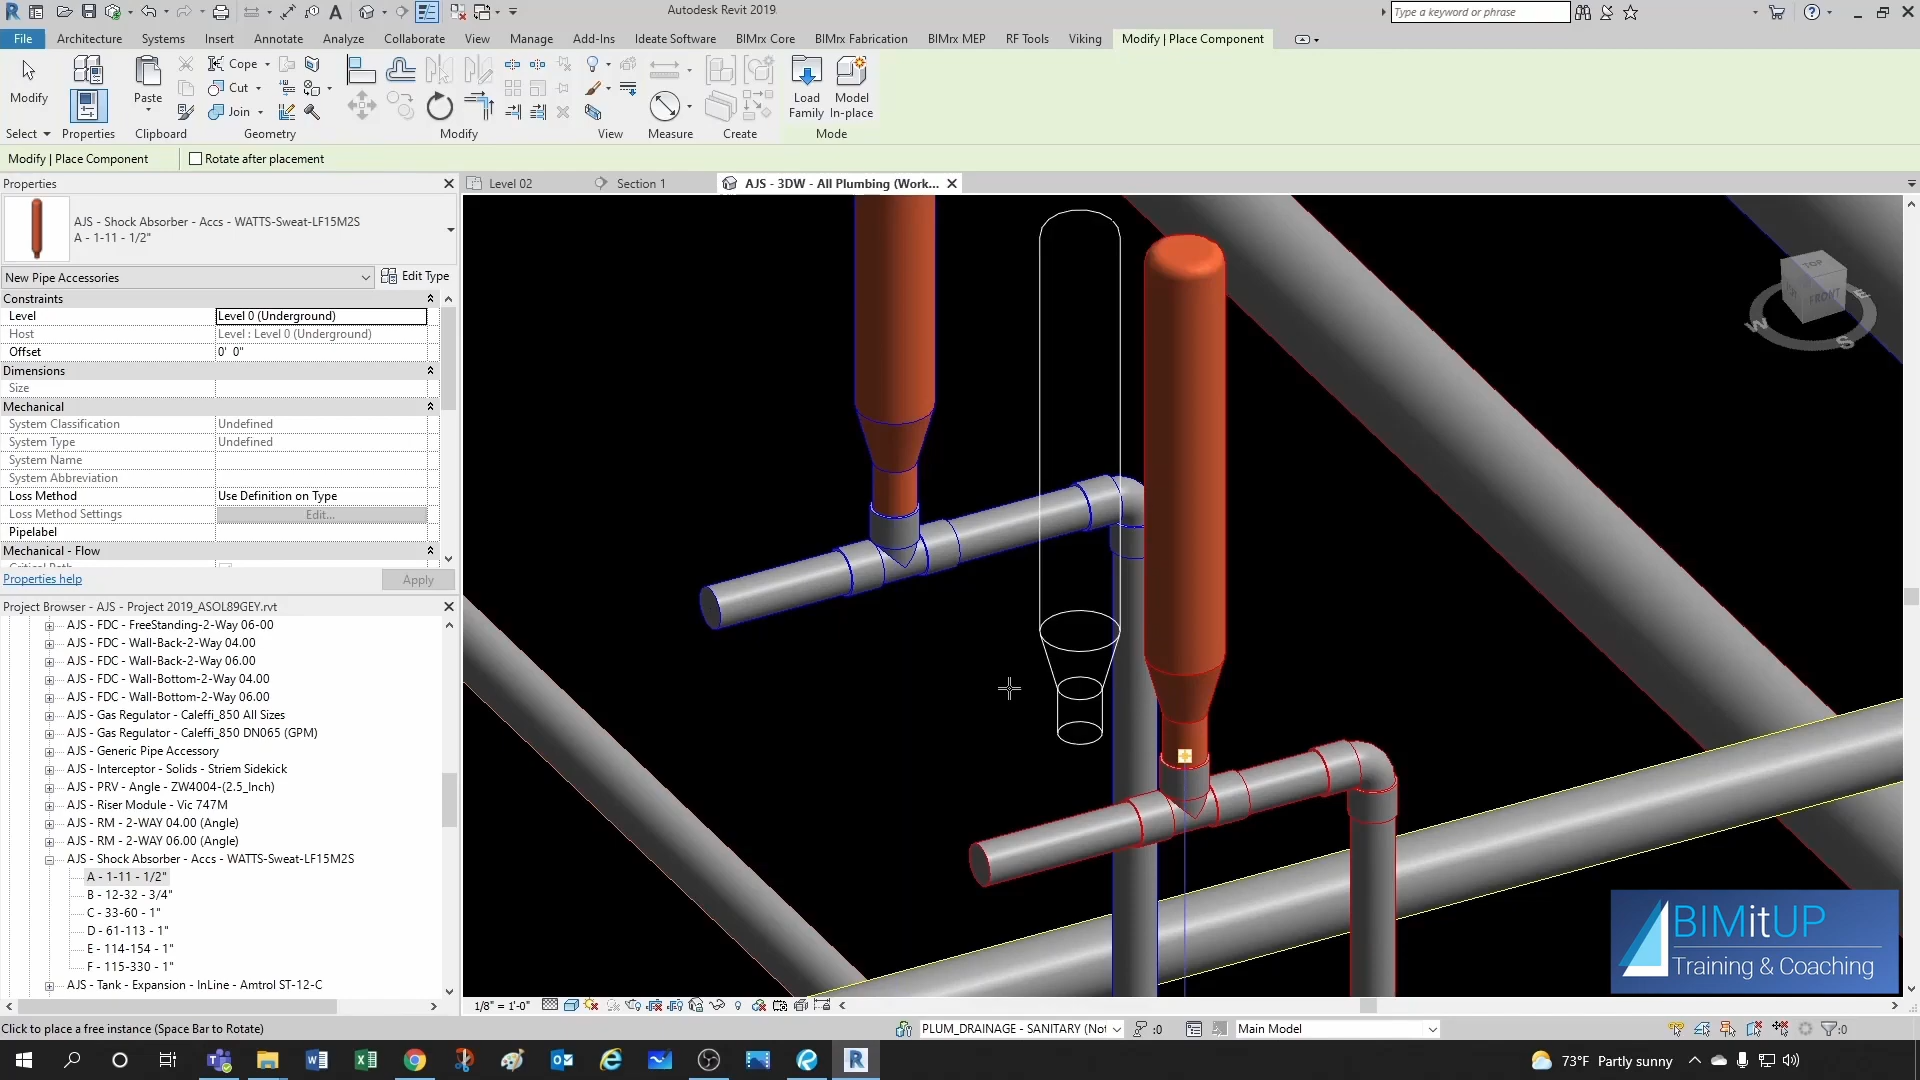 Autodesk Revit 2019
Type a keyword or phrase
File
Architecture
Systems
Insert
Annotate
Analyze
Collaborate
View
Manage
Add-Ins
Ideate Software
BIMrx Core
BIMrx Fabrication
BIMrx MEP
RF Tools
Viking
Modify | Place Component
Modify
Paste
Cope
Cut
Join
Load
Family
Model
In-place
Select
Properties
Clipboard
Geometry
Modify
View
Measure
Create
Mode
Modify | Place Component
Rotate after placement
Properties
Level 02
Section 1
AJS - 3DW - All Plumbing (Work...
AJS - Shock Absorber - Accs - WATTS-Sweat-LF15M2S
A - 1-11 - 1/2"
New Pipe Accessories
Edit Type
Constraints
Level Level 0 (Underground)
Host Level : Level 0 (Underground)
Offset 0' 0"
Dimensions
Size
Mechanical
System Classification Undefined
System Type Undefined
System Name
System Abbreviation
Loss Method Use Definition on Type
Loss Method Settings Edit...
Pipelabel
Mechanical - Flow
Properties help
Apply
Project Browser - AJS - Project 2019_ASOL89GEY.rvt
AJS - FDC - FreeStanding-2-Way 06-00
AJS - FDC - Wall-Back-2-Way 04.00
AJS - FDC - Wall-Back-2-Way 06.00
AJS - FDC - Wall-Bottom-2-Way 04.00
AJS - FDC - Wall-Bottom-2-Way 06.00
AJS - Gas Regulator - Caleffi_850 All Sizes
AJS - Gas Regulator - Caleffi_850 DN065 (GPM)
AJS - Generic Pipe Accessory
AJS - Interceptor - Solids - Striem Sidekick
AJS - PRV - Angle - ZW4004-(2.5_Inch)
AJS - Riser Module - Vic 747M
AJS - RM - 2-WAY 04.00 (Angle)
AJS - RM - 2-WAY 06.00 (Angle)
AJS - Shock Absorber - Accs - WATTS-Sweat-LF15M2S
A - 1-11 - 1/2"
B - 12-32 - 3/4"
C - 33-60 - 1"
D - 61-113 - 1"
E - 114-154 - 1"
F - 115-330 - 1"
AJS - Tank - Expansion - InLine - Amtrol ST-12-C
TOP
FRONT
W
S
E
BIMitUP
Training & Coaching
1/8" = 1'-0"
Click to place a free instance (Space Bar to Rotate)
PLUM_DRAINAGE - SANITARY (Not
:0
Main Model
:0
73°F Partly sunny